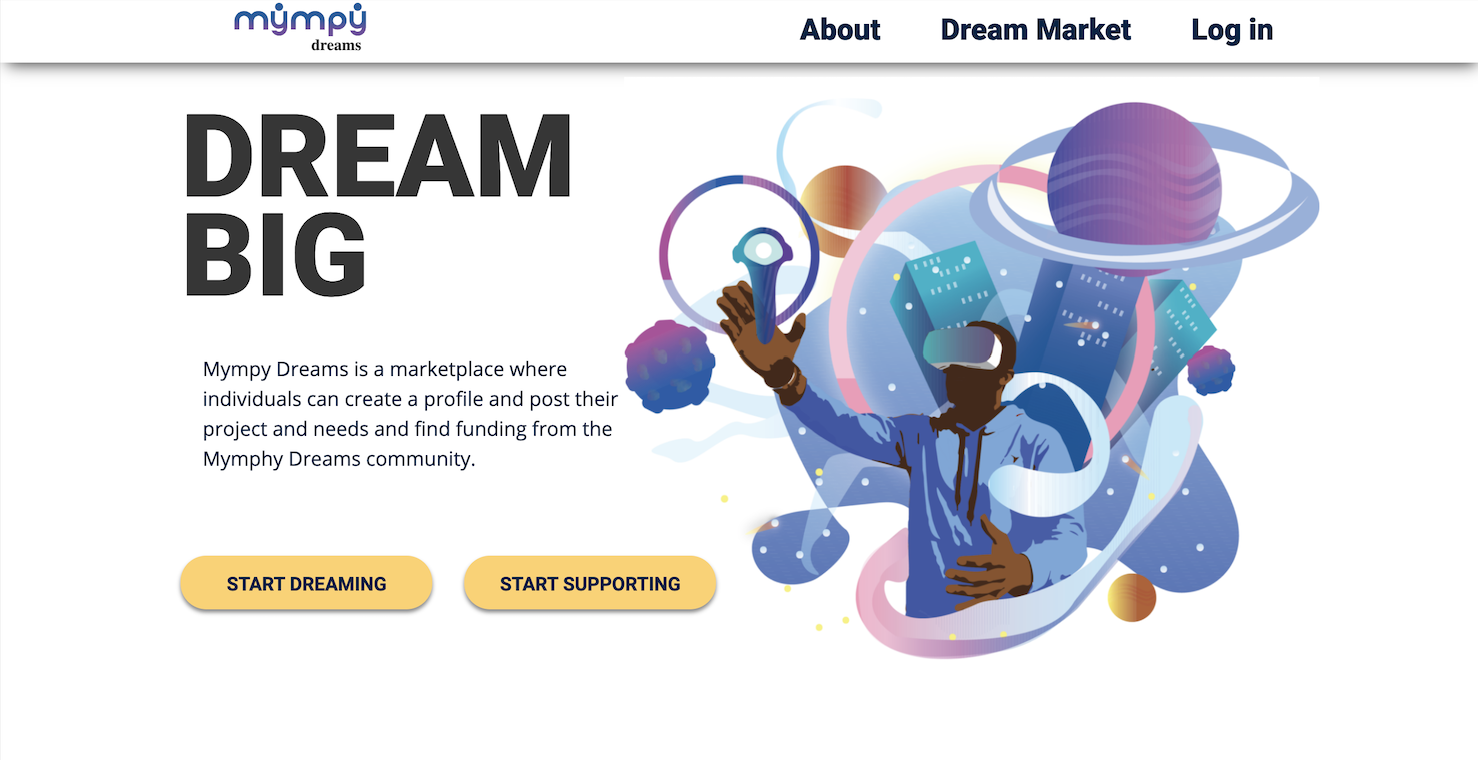 mympy
dreams
About Dream Market Log in
DREAM
BIG
Mympy Dreams is a marketplace where
individuals can create a profile and post their
project and needs and find funding from the
Mymphy Dreams community.
START DREAMING START SUPPORTING